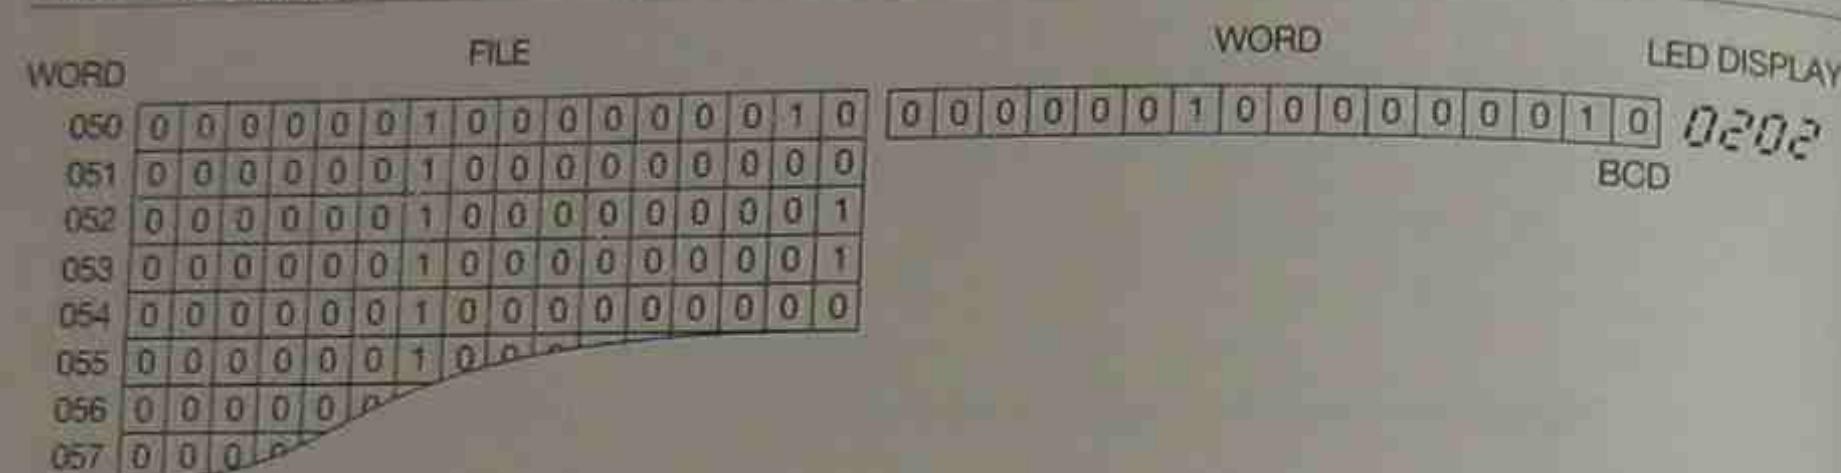 FILE WORD LED DISPLAY
WORD
050 0 0 0 0 0 0 1 0 0 0 0 0 0 0 1 0 0 0 0 0 0 0 1 0 0 0 0 0 0 0 1 0 0202
051 0 0 0 0 0 0 1 0 0 0 0 0 0 0 0 0 BCD
052 0 0 0 0 0 0 1 0 0 0 0 0 0 0 0 1
053 0 0 0 0 0 0 1 0 0 0 0 0 0 0 0 1
054 0 0 0 0 0 0 1 0 0 0 0 0 0 0 0 0
055 0 0 0 0 0 0 1 0 0 0
056 0 0 0 0 0 0
057 0 0 0 0